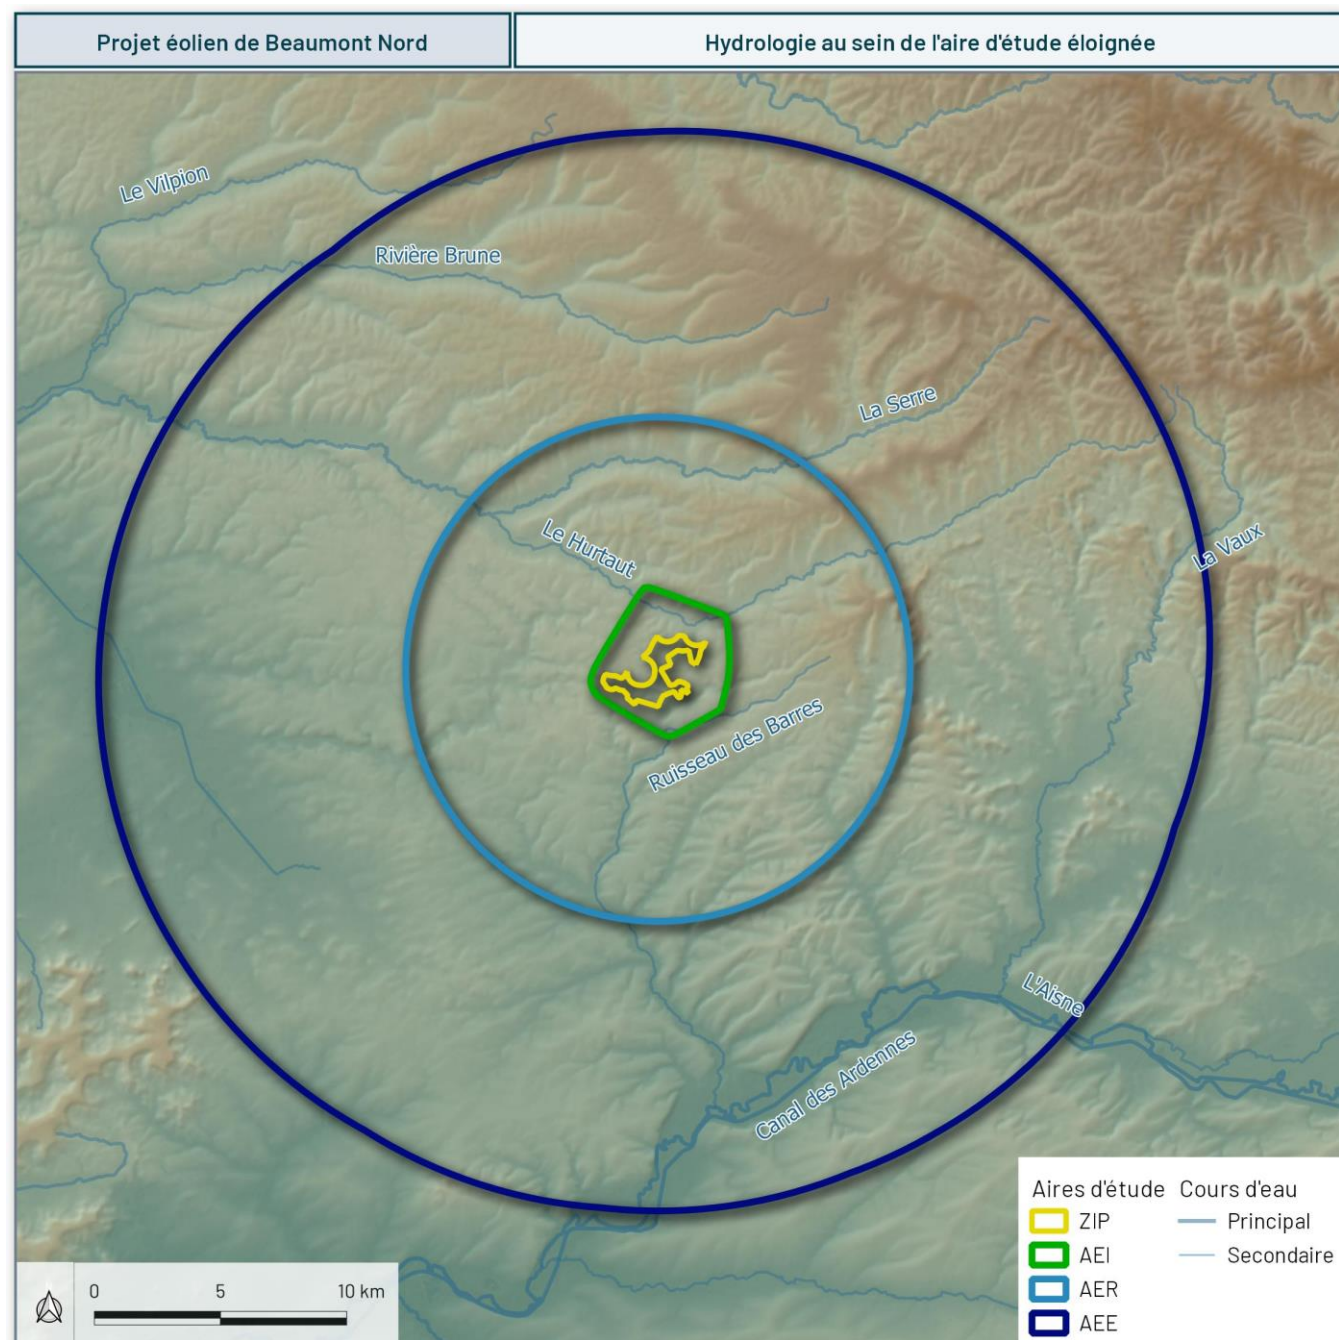 Projet éolien de Beaumont Nord
Hydrologie au sein de l'aire d'étude éloignée
Le Vilpion
Rivière Brune
La Serre
Le Hurtaut
La Vaux
Ruisseau des Barres
L'Aisne
Canal des Ardennes
Aires d'étude
ZIP
AEI
AER
AEE
Cours d'eau
Principal
Secondaire
0 5 10 km